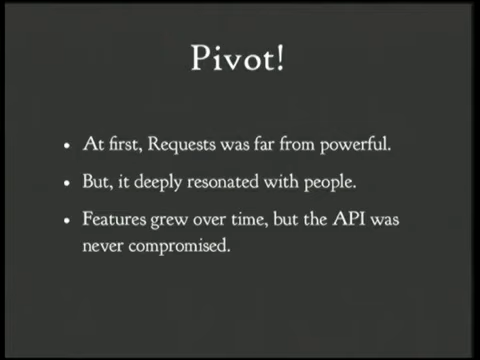 Pivot!
• At first, Requests was far from powerful.
• But, it deeply resonated with people.
• Features grew over time, but the API was
never compromised.